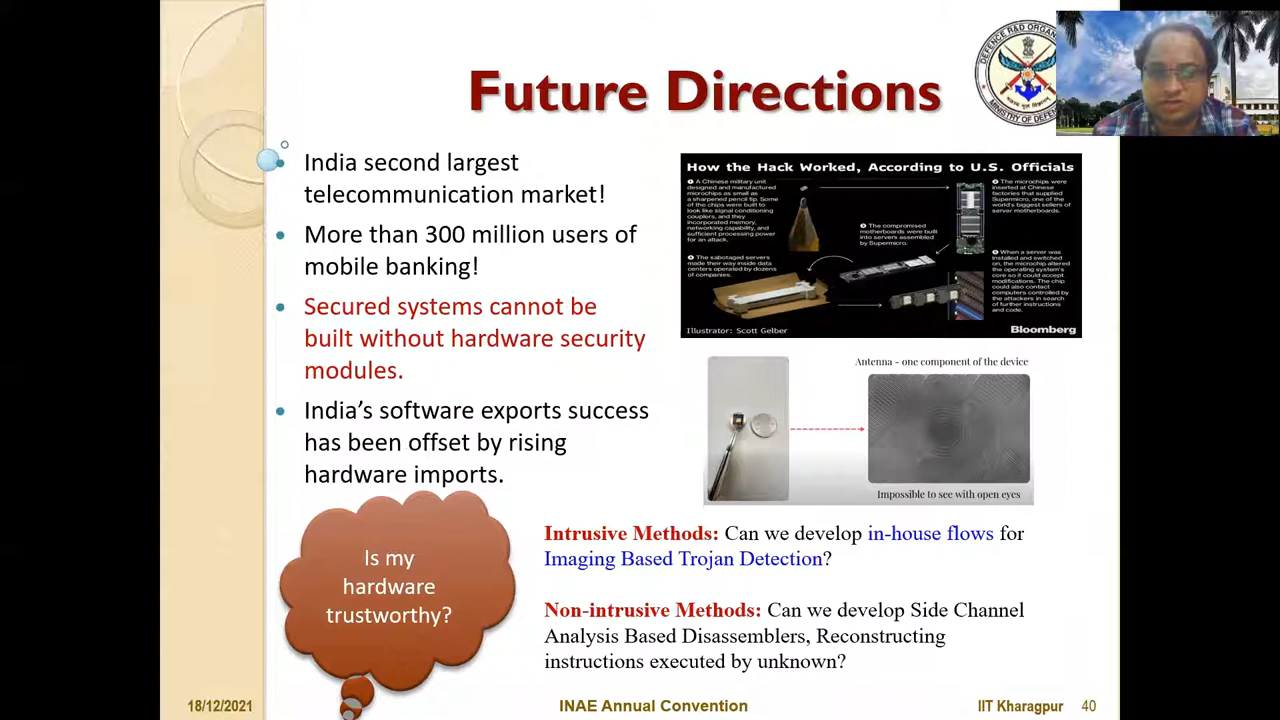 Future Directions
DEFENCE R&D ORGANI
MINISTRY OF DEFEN
India second largest
telecommunication market!
More than 300 million users of
mobile banking!
Secured systems cannot be
built without hardware security
modules.
India's software exports success
has been offset by rising
hardware imports.
How the Hack Worked, According to U.S. Officials
A Chinese military unit
designed and manufactured
microchips as small as
a sharpened pencil tip. Some
of the chips were built to
look like signal conditioning
couplers, and they
incorporated memory,
networking capability, and
sufficient processing power
for an attack.
The microchips were
inserted at Chinese
factories that supplied
Supermicro, one of the
world's biggest sellers of
server motherboards.
The compromised
motherboards were built
into servers assembled
by Supermicro.
The sabotaged servers
made their way inside data
centers operated by dozens
of companies.
When a server was
installed and switched
on, the microchip altered
the operating system's
core so it could accept
modifications. The chip
could also contact
computers controlled by
the attackers in search
of further instructions
and code.
Illustrator: Scott Gelber
Bloomberg
Antenna - one component of the device
Impossible to see with open eyes
Is my
hardware
trustworthy?
Intrusive Methods: Can we develop in-house flows for
Imaging Based Trojan Detection?
Non-intrusive Methods: Can we develop Side Channel
Analysis Based Disassemblers, Reconstructing
instructions executed by unknown?
18/12/2021
INAE Annual Convention
IIT Kharagpur 40